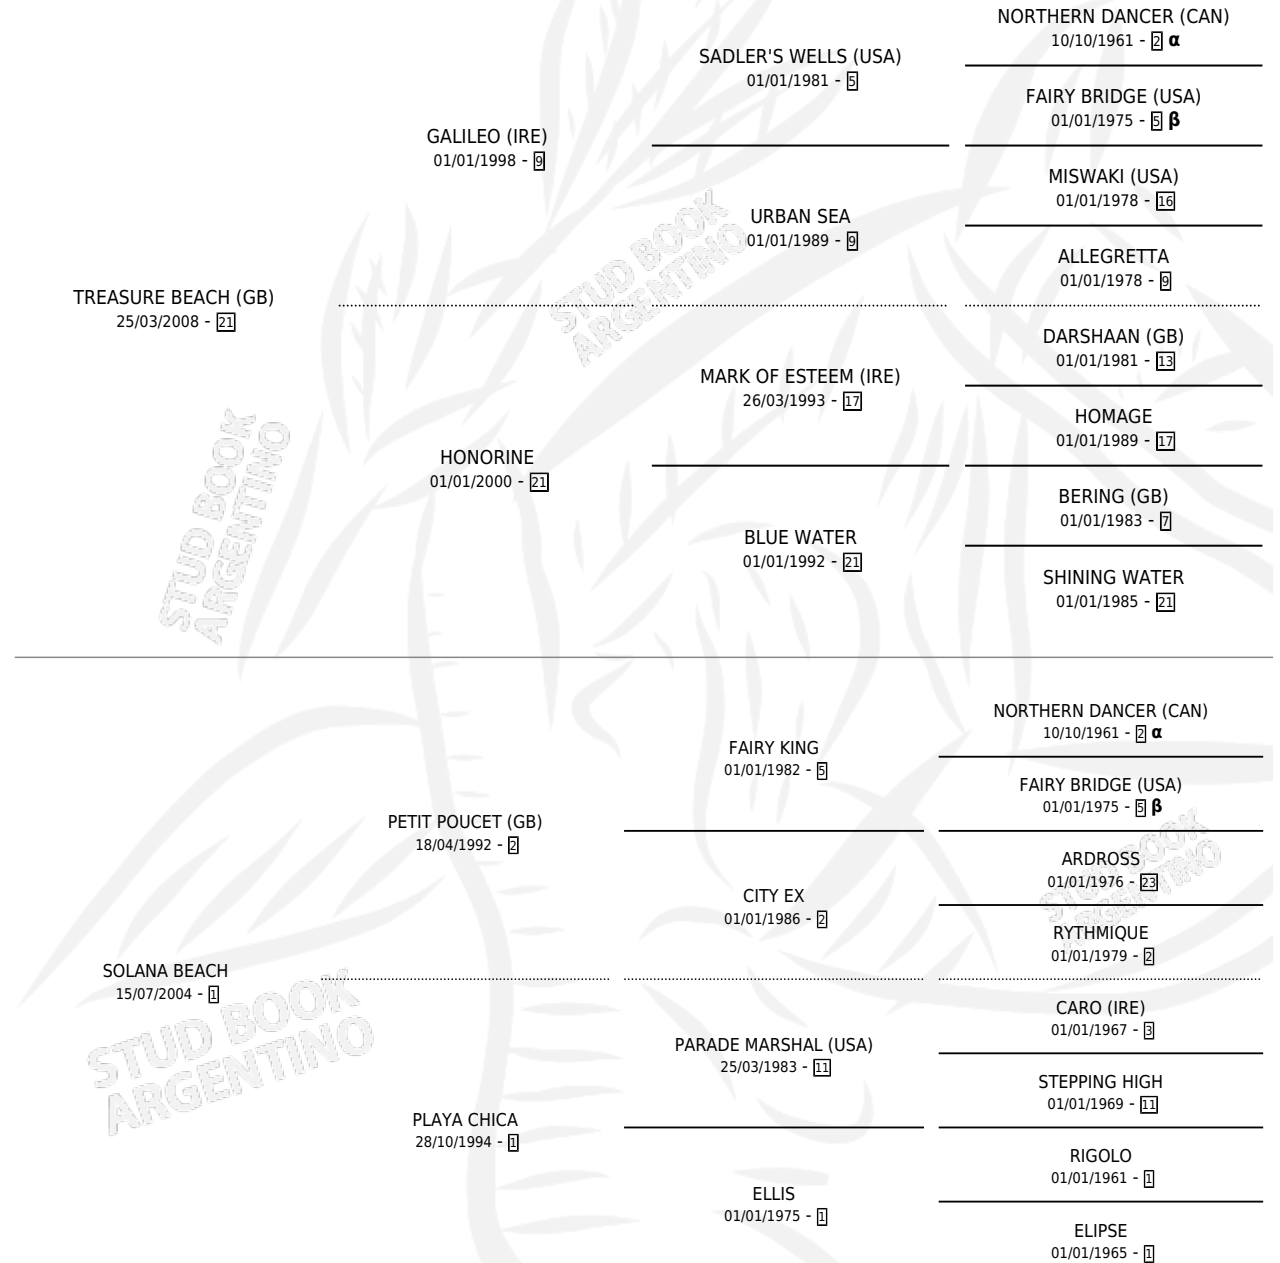 NORTHERN DANCER (CAN)
10/10/1961 - 2 α
SADLER'S WELLS (USA)
01/01/1981 - 5
FAIRY BRIDGE (USA)
01/01/1975 - 5 β
GALILEO (IRE)
01/01/1998 - 9
MISWAKI (USA)
01/01/1978 - 16
URBAN SEA
01/01/1989 - 9
ALLEGRETTA
01/01/1978 - 9
TREASURE BEACH (GB)
25/03/2008 - 21
DARSHAAN (GB)
01/01/1981 - 13
MARK OF ESTEEM (IRE)
26/03/1993 - 17
HOMAGE
01/01/1989 - 17
HONORINE
01/01/2000 - 21
BERING (GB)
01/01/1983 - 7
BLUE WATER
01/01/1992 - 21
SHINING WATER
01/01/1985 - 21
NORTHERN DANCER (CAN)
10/10/1961 - 2 α
FAIRY KING
01/01/1982 - 5
FAIRY BRIDGE (USA)
01/01/1975 - 5 β
PETIT POUCET (GB)
18/04/1992 - 2
ARDROSS
01/01/1976 - 23
CITY EX
01/01/1986 - 2
RYTHMIQUE
01/01/1979 - 2
SOLANA BEACH
15/07/2004 - 1
CARO (IRE)
01/01/1967 - 3
PARADE MARSHAL (USA)
25/03/1983 - 11
STEPPING HIGH
01/01/1969 - 11
PLAYA CHICA
28/10/1994 - 1
RIGOLO
01/01/1961 - 1
ELLIS
01/01/1975 - 1
ELIPSE
01/01/1965 - 1
STUD BOOK
ARGENTINO
STUD BOOK
ARGENTINO
STUD BOOK
ARGENTINO
STUD BOOK
ARGENTINO